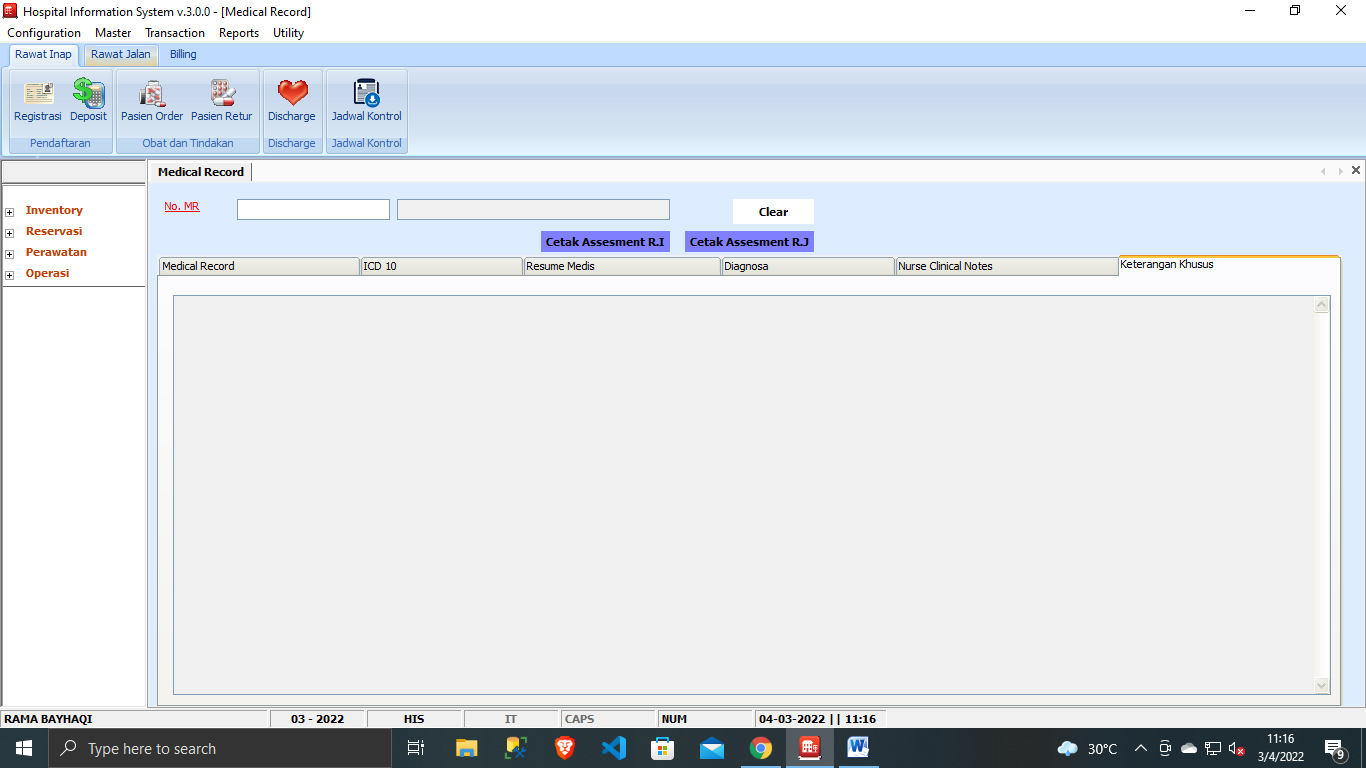 Hospital Information System v.3.0.0 - [Medical Record]
Configuration Master Transaction Reports Utility
Rawat Inap Rawat Jalan Billing
Registrasi Deposit Pasien Order Pasien Retur Discharge Jadwal Kontrol
Pendaftaran Obat dan Tindakan Discharge Jadwal Kontrol
Medical Record
Inventory
Reservasi
Perawatan
Operasi
No. MR Clear
Cetak Assesment R.I Cetak Assesment R.J
Medical Record ICD 10 Resume Medis Diagnosa Nurse Clinical Notes Keterangan Khusus
RAMA BAYHAQI 03 - 2022 HIS IT CAPS NUM 04-03-2022 || 11:16
Type here to search 30°C 11:16
3/4/2022 9